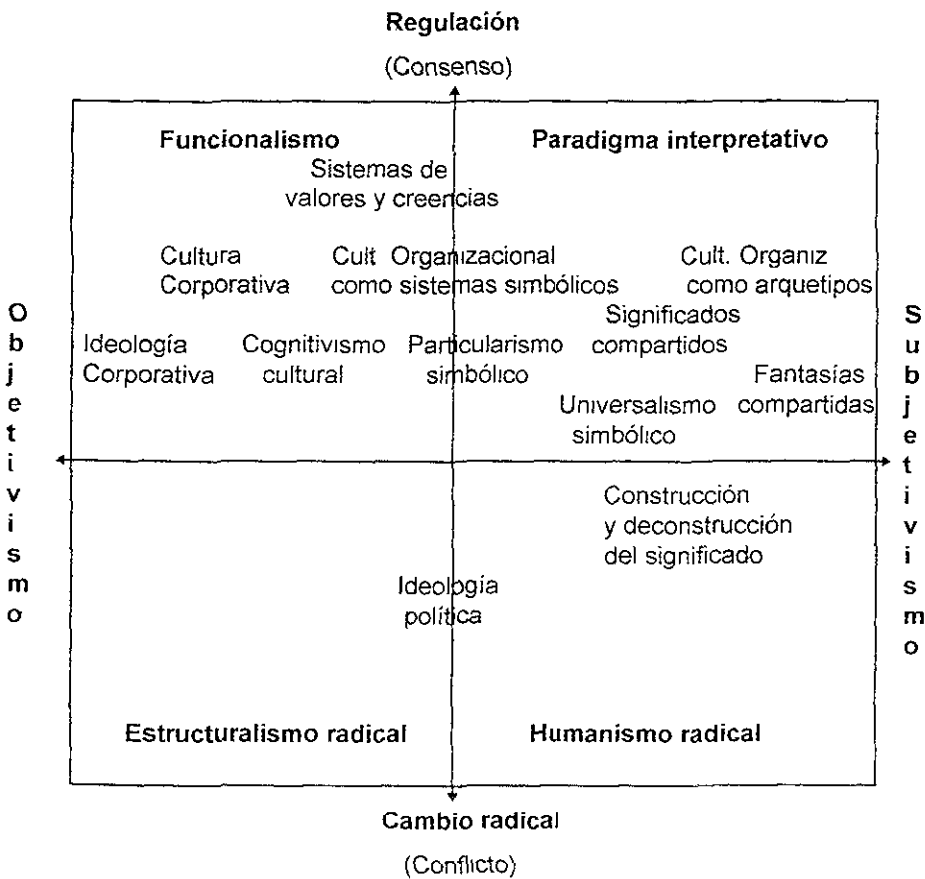 Regulación
(Consenso)
Funcionalismo
Paradigma interpretativo
Sistemas de
valores y creencias
Cultura
Corporativa
Cult Organizacional
como sistemas simbólicos
Cult. Organiz
como arquetipos
Significados
compartidos
Ideología
Corporativa
Cognitivismo
cultural
Particularismo
simbólico
Fantasías
compartidas
Universalismo
simbólico
Objetivismo
Subjetivismo
Construcción
y deconstrucción
del significado
Ideología
política
Estructuralismo radical
Humanismo radical
Cambio radical
(Conflicto)